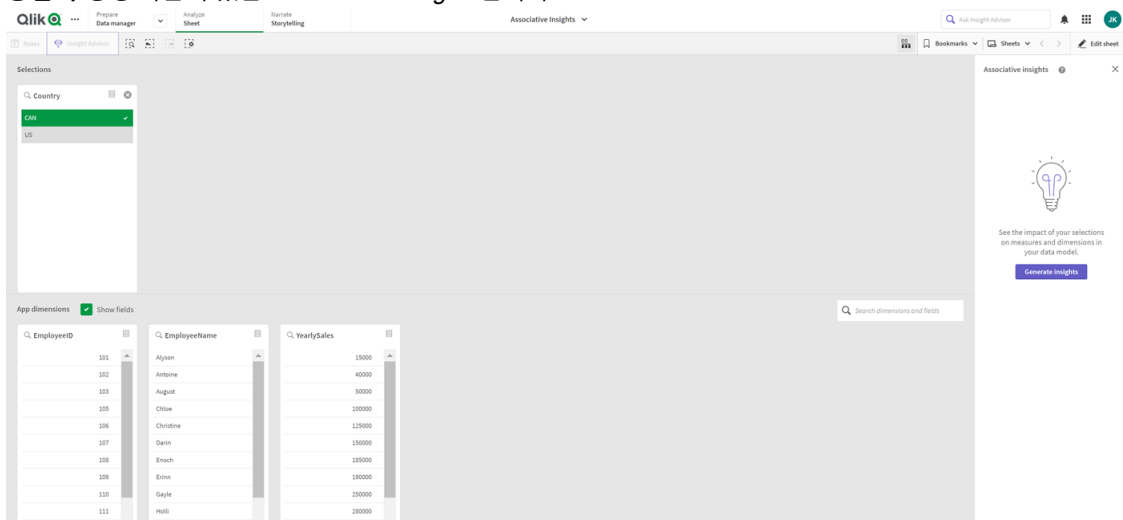 Qlik
Prepare
Data manager
Analyze
Sheet
Narrate
Storytelling
Associative Insights
Ask Insight Advisor
JK
Notes
Insight Advisor
Bookmarks
Sheets
Edit sheet
Selections
Country
CAN
US
Associative insights
See the impact of your selections
on measures and dimensions in
your data model.
Generate insights
App dimensions
Show fields
Search dimensions and fields
EmployeeID
101
102
103
105
106
107
108
109
110
111
EmployeeName
Alyson
Antoine
August
Chloe
Christine
Darin
Enoch
Erinn
Gayle
Holli
YearlySales
15000
40000
50000
100000
125000
150000
185000
190000
250000
280000